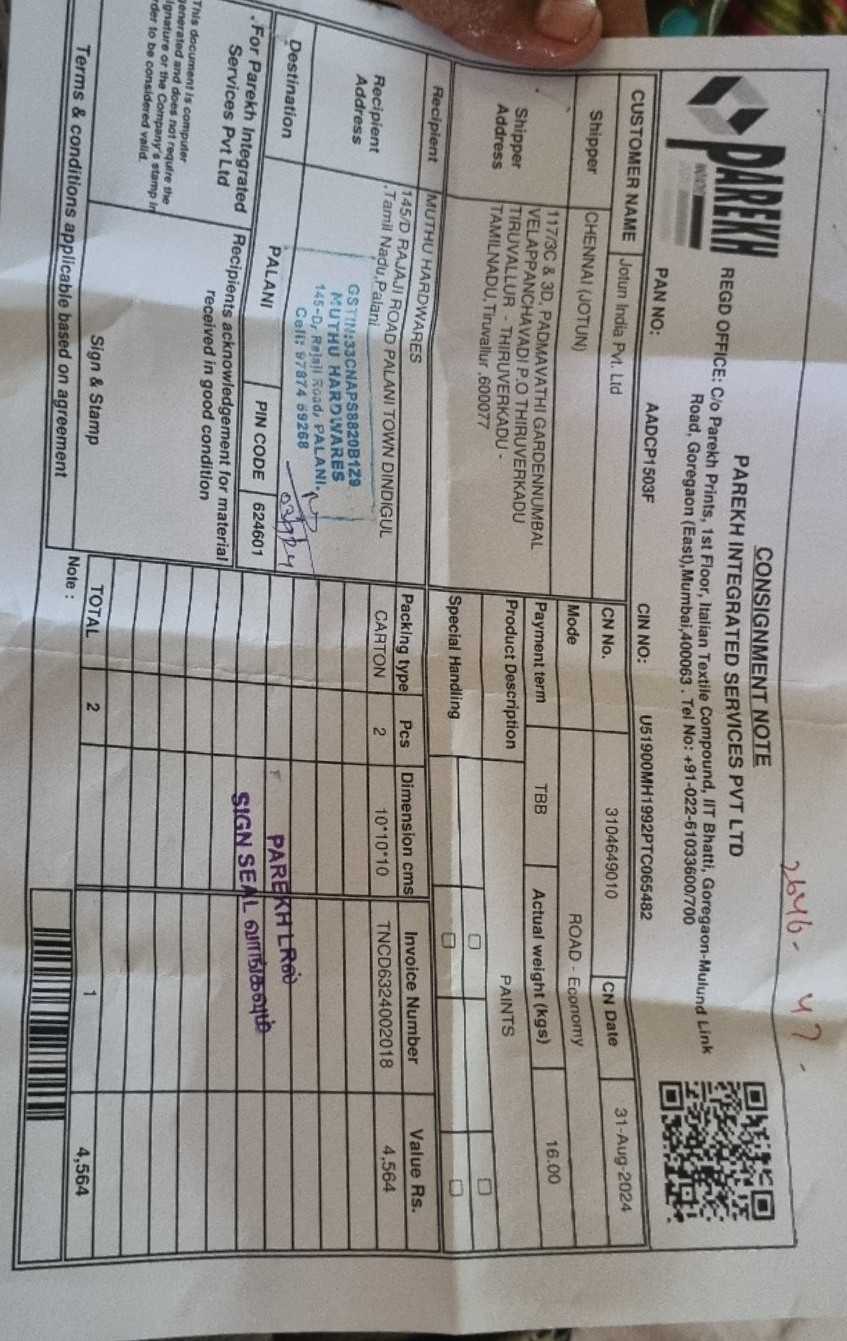 2646- 47-
CONSIGNMENT NOTE
PAREKH
PAREKH INTEGRATED SERVICES PVT LTD
REGD OFFICE: C/o Parekh Prints, 1st Floor, Italian Textile Compound, IIT Bhatti, Goregaon-Mulund Link
Road, Goregaon (East),Mumbai,400063 . Tel No: +91-022-61033600/700
PAN NO: AADCP1503F CIN NO: U51900MH1992PTC065482
CUSTOMER NAME Jotun India Pvt. Ltd CN No. 3104649010 CN Date 31-Aug-2024
Shipper CHENNAI (JOTUN) Mode ROAD - Economy
Shipper Address 117/3C & 3D, PADMAVATHI GARDENNUMBAL
VELAPPANCHAVADI P.O THIRUVERKADU
TIRUVALLUR - THIRUVERKADU -
TAMILNADU,Tiruvallur .600077
Payment term TBB Actual weight (kgs) 16.00
Product Description PAINTS
Special Handling
Recipient MUTHU HARDWARES
Recipient Address 145/D RAJAJI ROAD PALANI TOWN DINDIGUL
.Tamil Nadu,Palani
GSTIN:33CNAPS8820B1Z9
MUTHU HARDWARES
145-D, Rajaji Road, PALANI.
Cell: 97874 69268
03/9/24
Destination PALANI PIN CODE 624601
Packing type Pcs Dimension cms Invoice Number Value Rs.
CARTON 2 10*10*10 TNCD6324002018 4,564
PAREKH LRல்
SIGN SEAL வாங்கவும்
.For Parekh Integrated
Services Pvt Ltd
Recipients acknowledgement for material
received in good condition
This document is computer
generated and does not require the
signature or the Company's stamp in
order to be considered valid.
Sign & Stamp
TOTAL 2 1 4,564
Terms & conditions applicable based on agreement
Note :